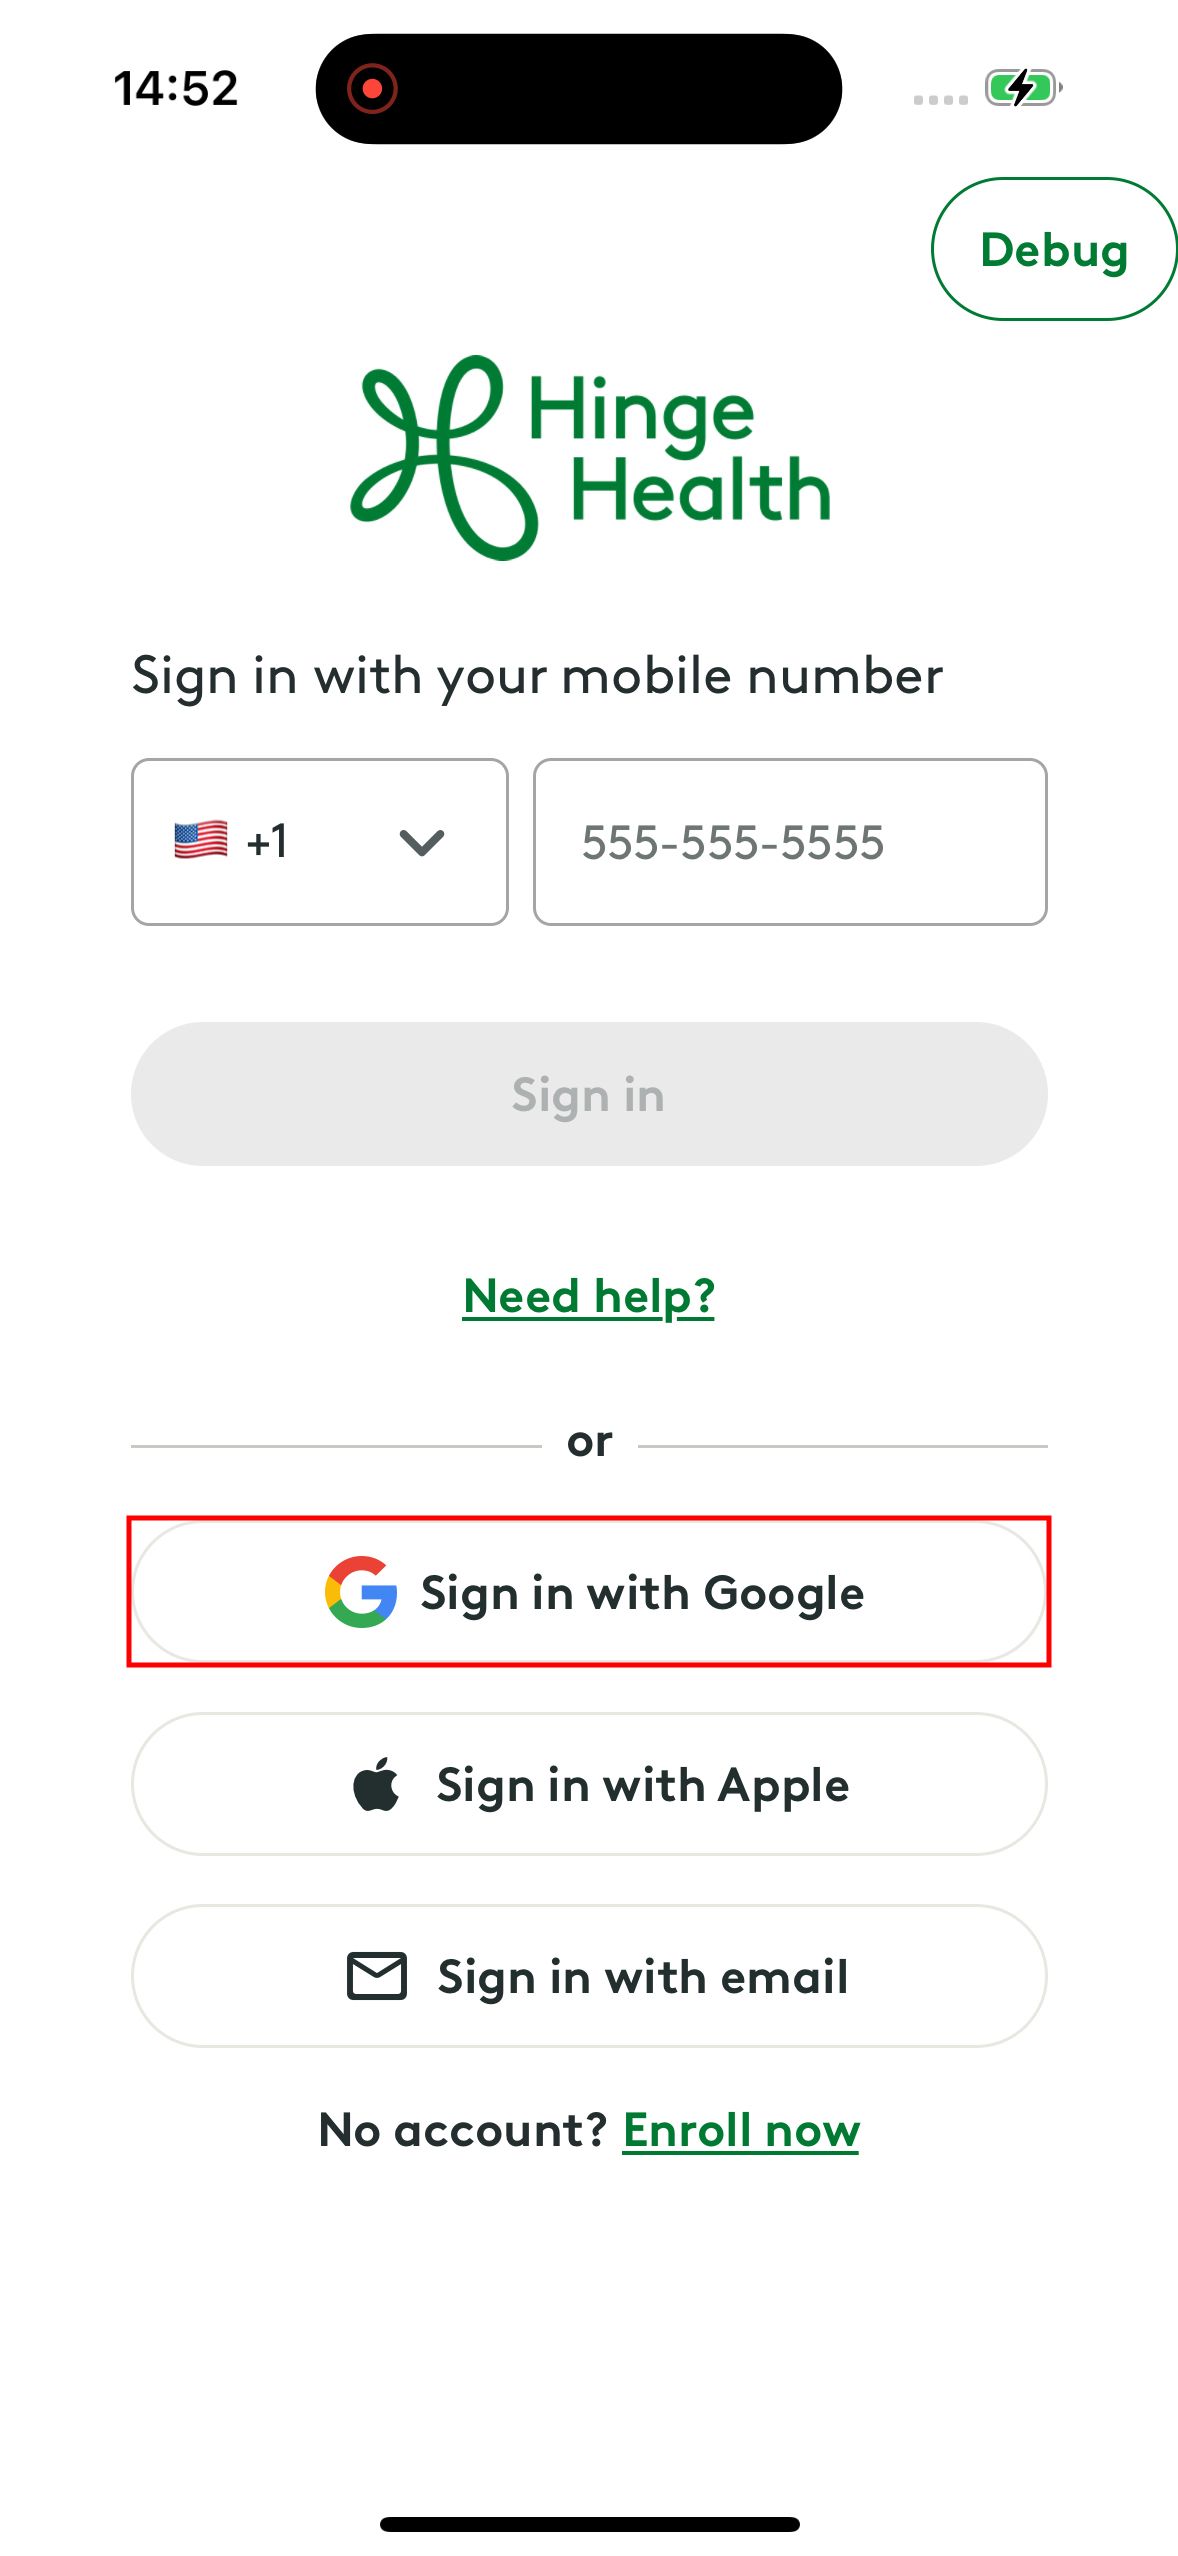 14:52
Debug
Hinge
Health
Sign in with your mobile number
+1
555-555-5555
Sign in
Need help?
or
Sign in with Google
Sign in with Apple
Sign in with email
No account? Enroll now